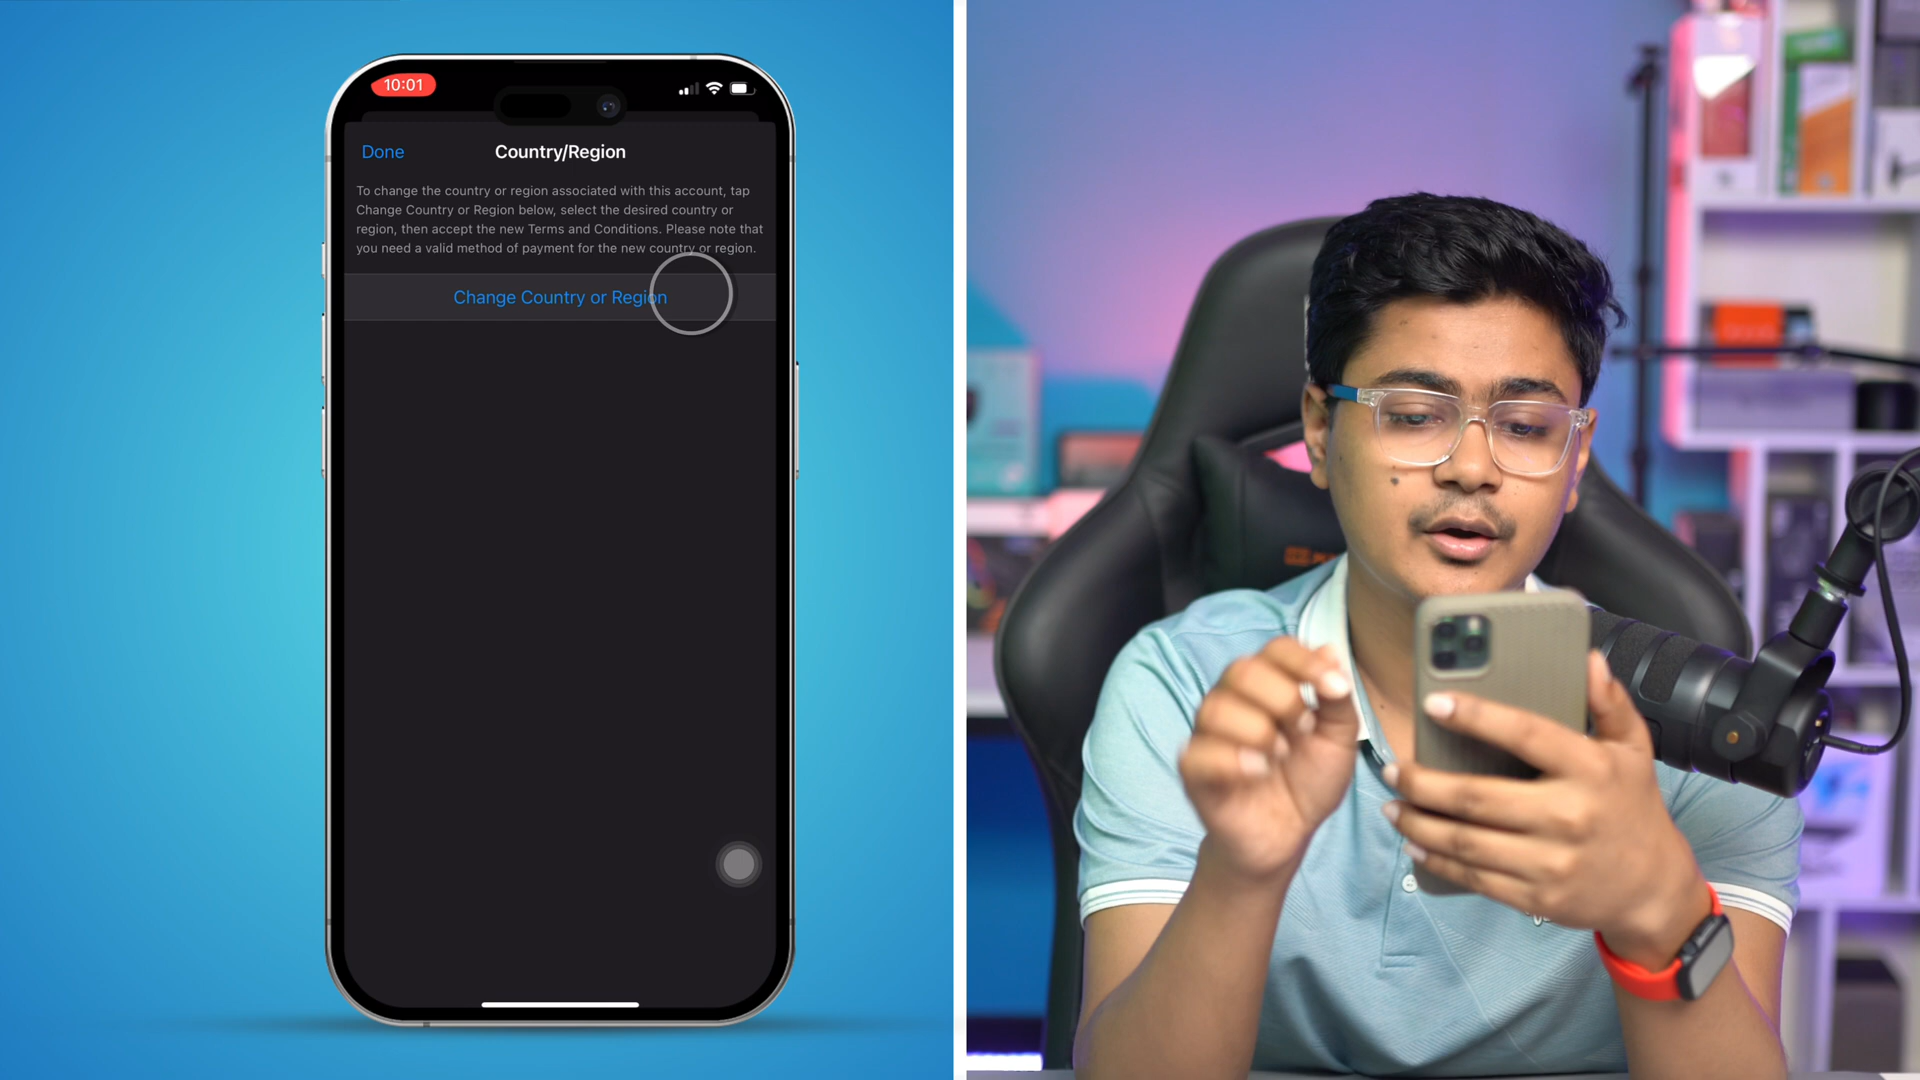 10:01
Done
Country/Region
To change the country or region associated with this account, tap
Change Country or Region below, select the desired country or
region, then accept the new Terms and Conditions. Please note that
you need a valid method of payment for the new country or region.
Change Country or Region